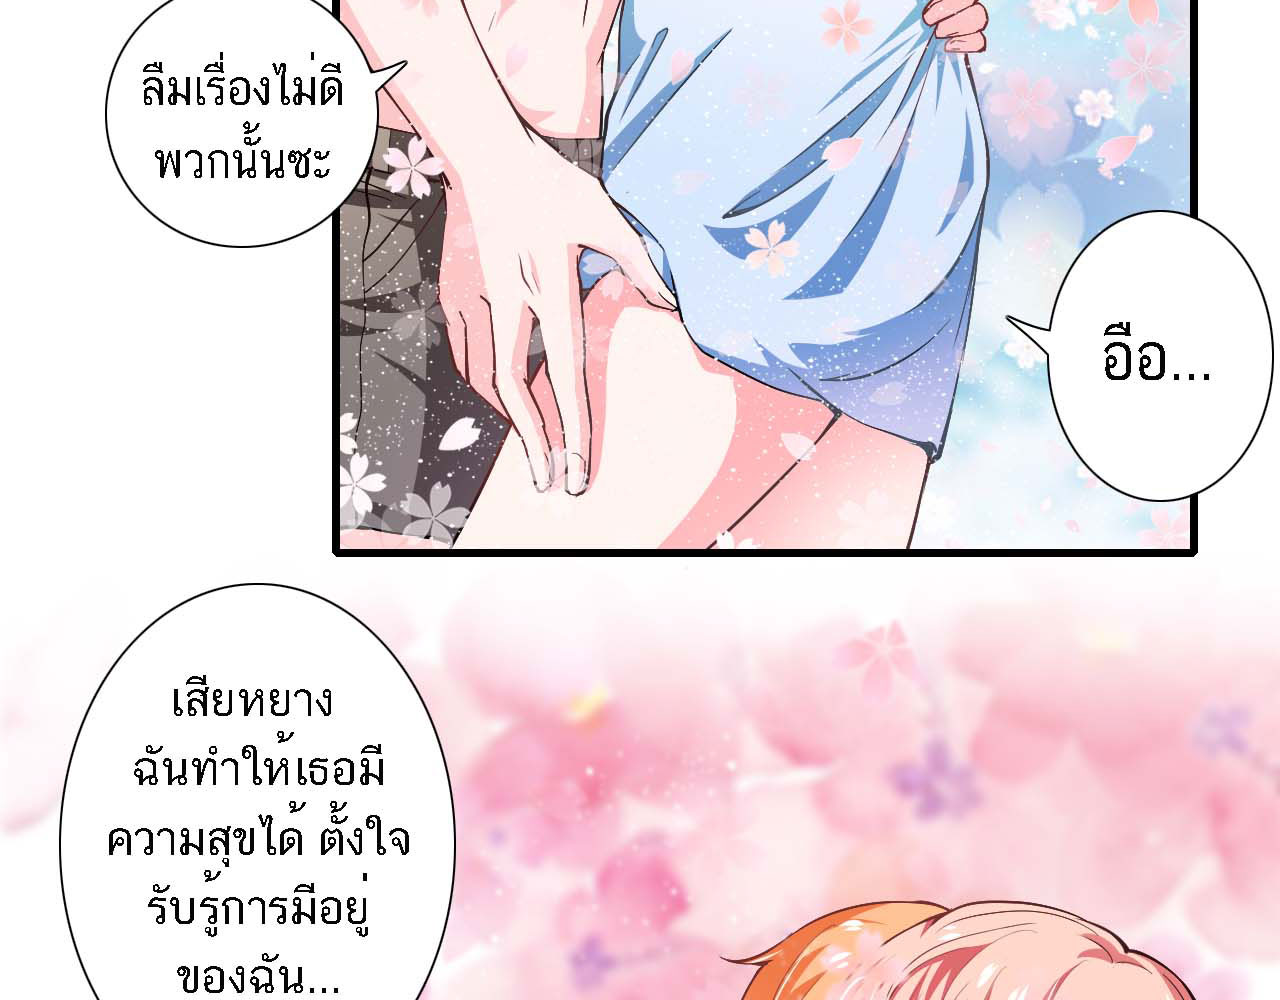 ลืมเรื่องไม่ดี
พวกนั้นซะ
อือ...
เสียหยาง
ฉันทำให้เธอมี
ความสุขได้ ตั้งใจ
รับรู้การมีอยู่
ของฉัน...